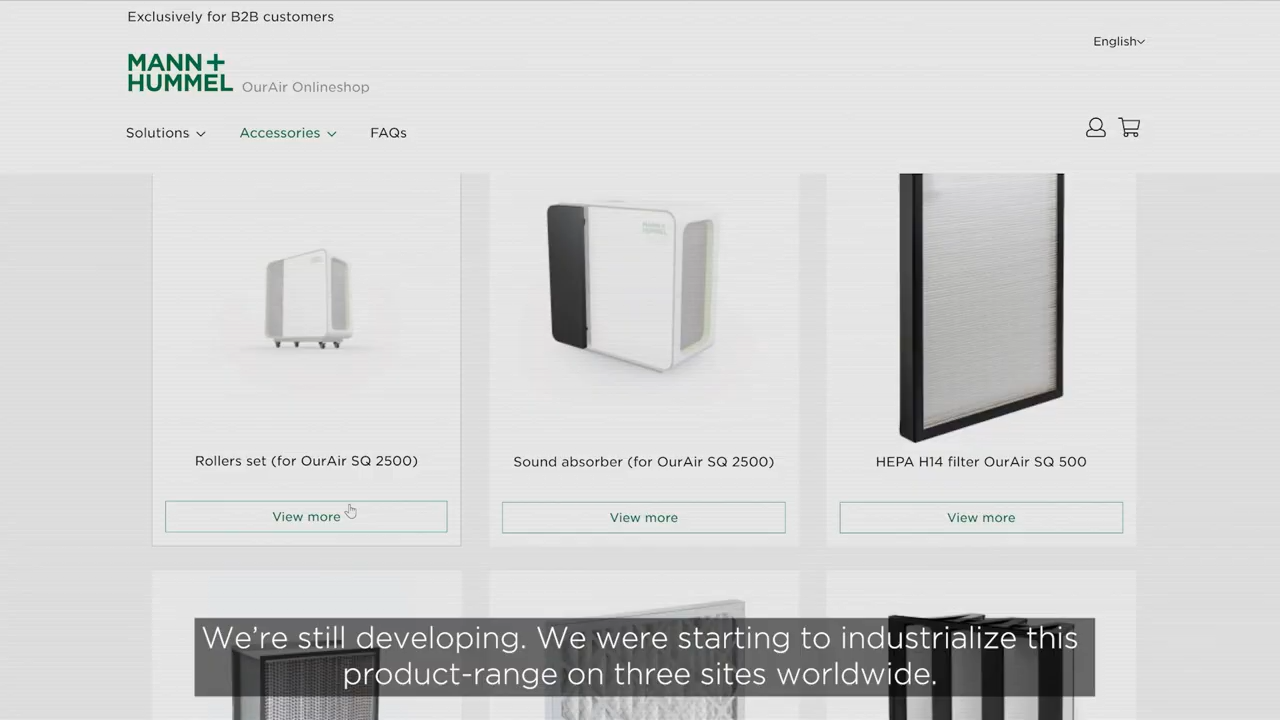 Exclusively for B2B customers
English
MANN+
HUMMEL OurAir Onlineshop
Solutions
Accessories
FAQs
MANN+
HUMMEL
Rollers set (for OurAir SQ 2500)
Sound absorber (for OurAir SQ 2500)
HEPA H14 filter OurAir SQ 500
View more
View more
View more
We're still developing. We were starting to industrialize this
product-range on three sites worldwide.